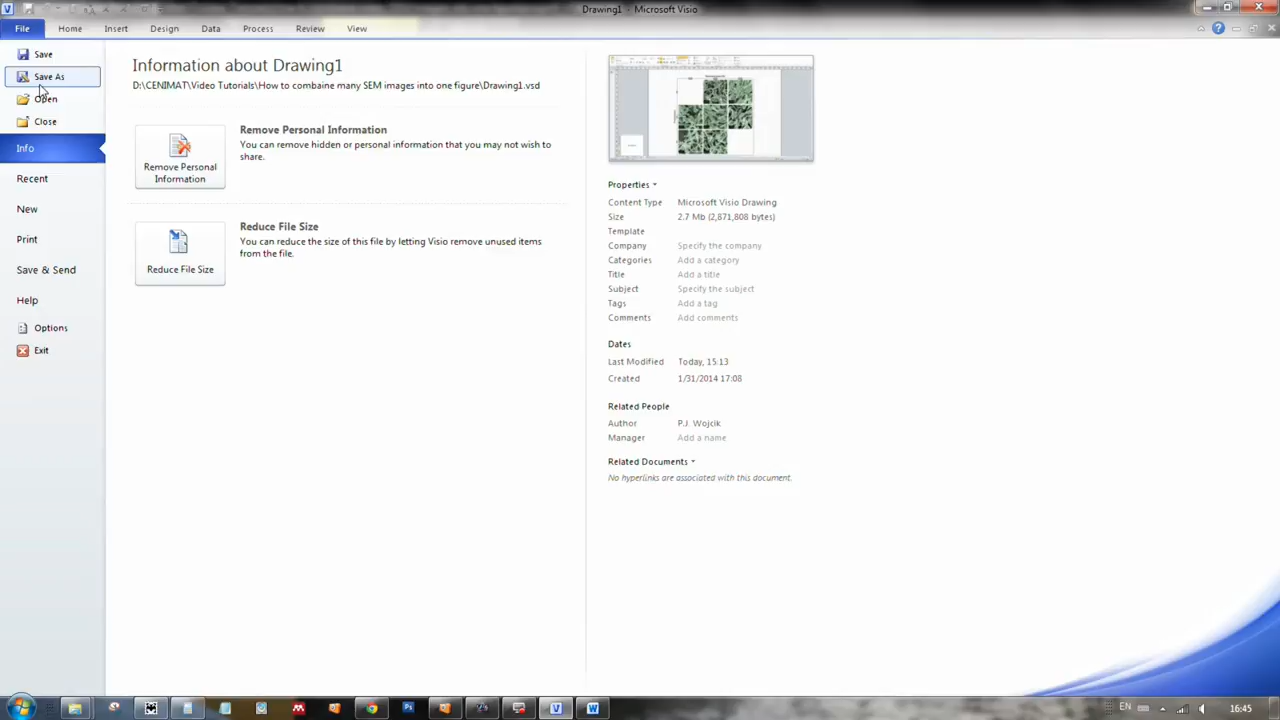 Drawing1 - Microsoft Visio
File Home Insert Design Data Process Review View
Save
Save As
Open
Close
Info
Recent
New
Print
Save & Send
Help
Options
Exit
Information about Drawing1
D:\CENIMAT\Video Tutorials\How to combaine many SEM images into one figure\Drawing1.vsd
Remove Personal
Information
Remove Personal Information
You can remove hidden or personal information that you may not wish to
share.
Reduce File Size
Reduce File Size
You can reduce the size of this file by letting Visio remove unused items
from the file.
Properties
Content Type Microsoft Visio Drawing
Size 2.7 Mb (2,871,808 bytes)
Template
Company Specify the company
Categories Add a category
Title Add a title
Subject Specify the subject
Tags Add a tag
Comments Add comments
Dates
Last Modified Today, 15:13
Created 1/31/2014 17:08
Related People
Author P.J. Wojcik
Manager Add a name
Related Documents
No hyperlinks are associated with this document.
EN 16:45